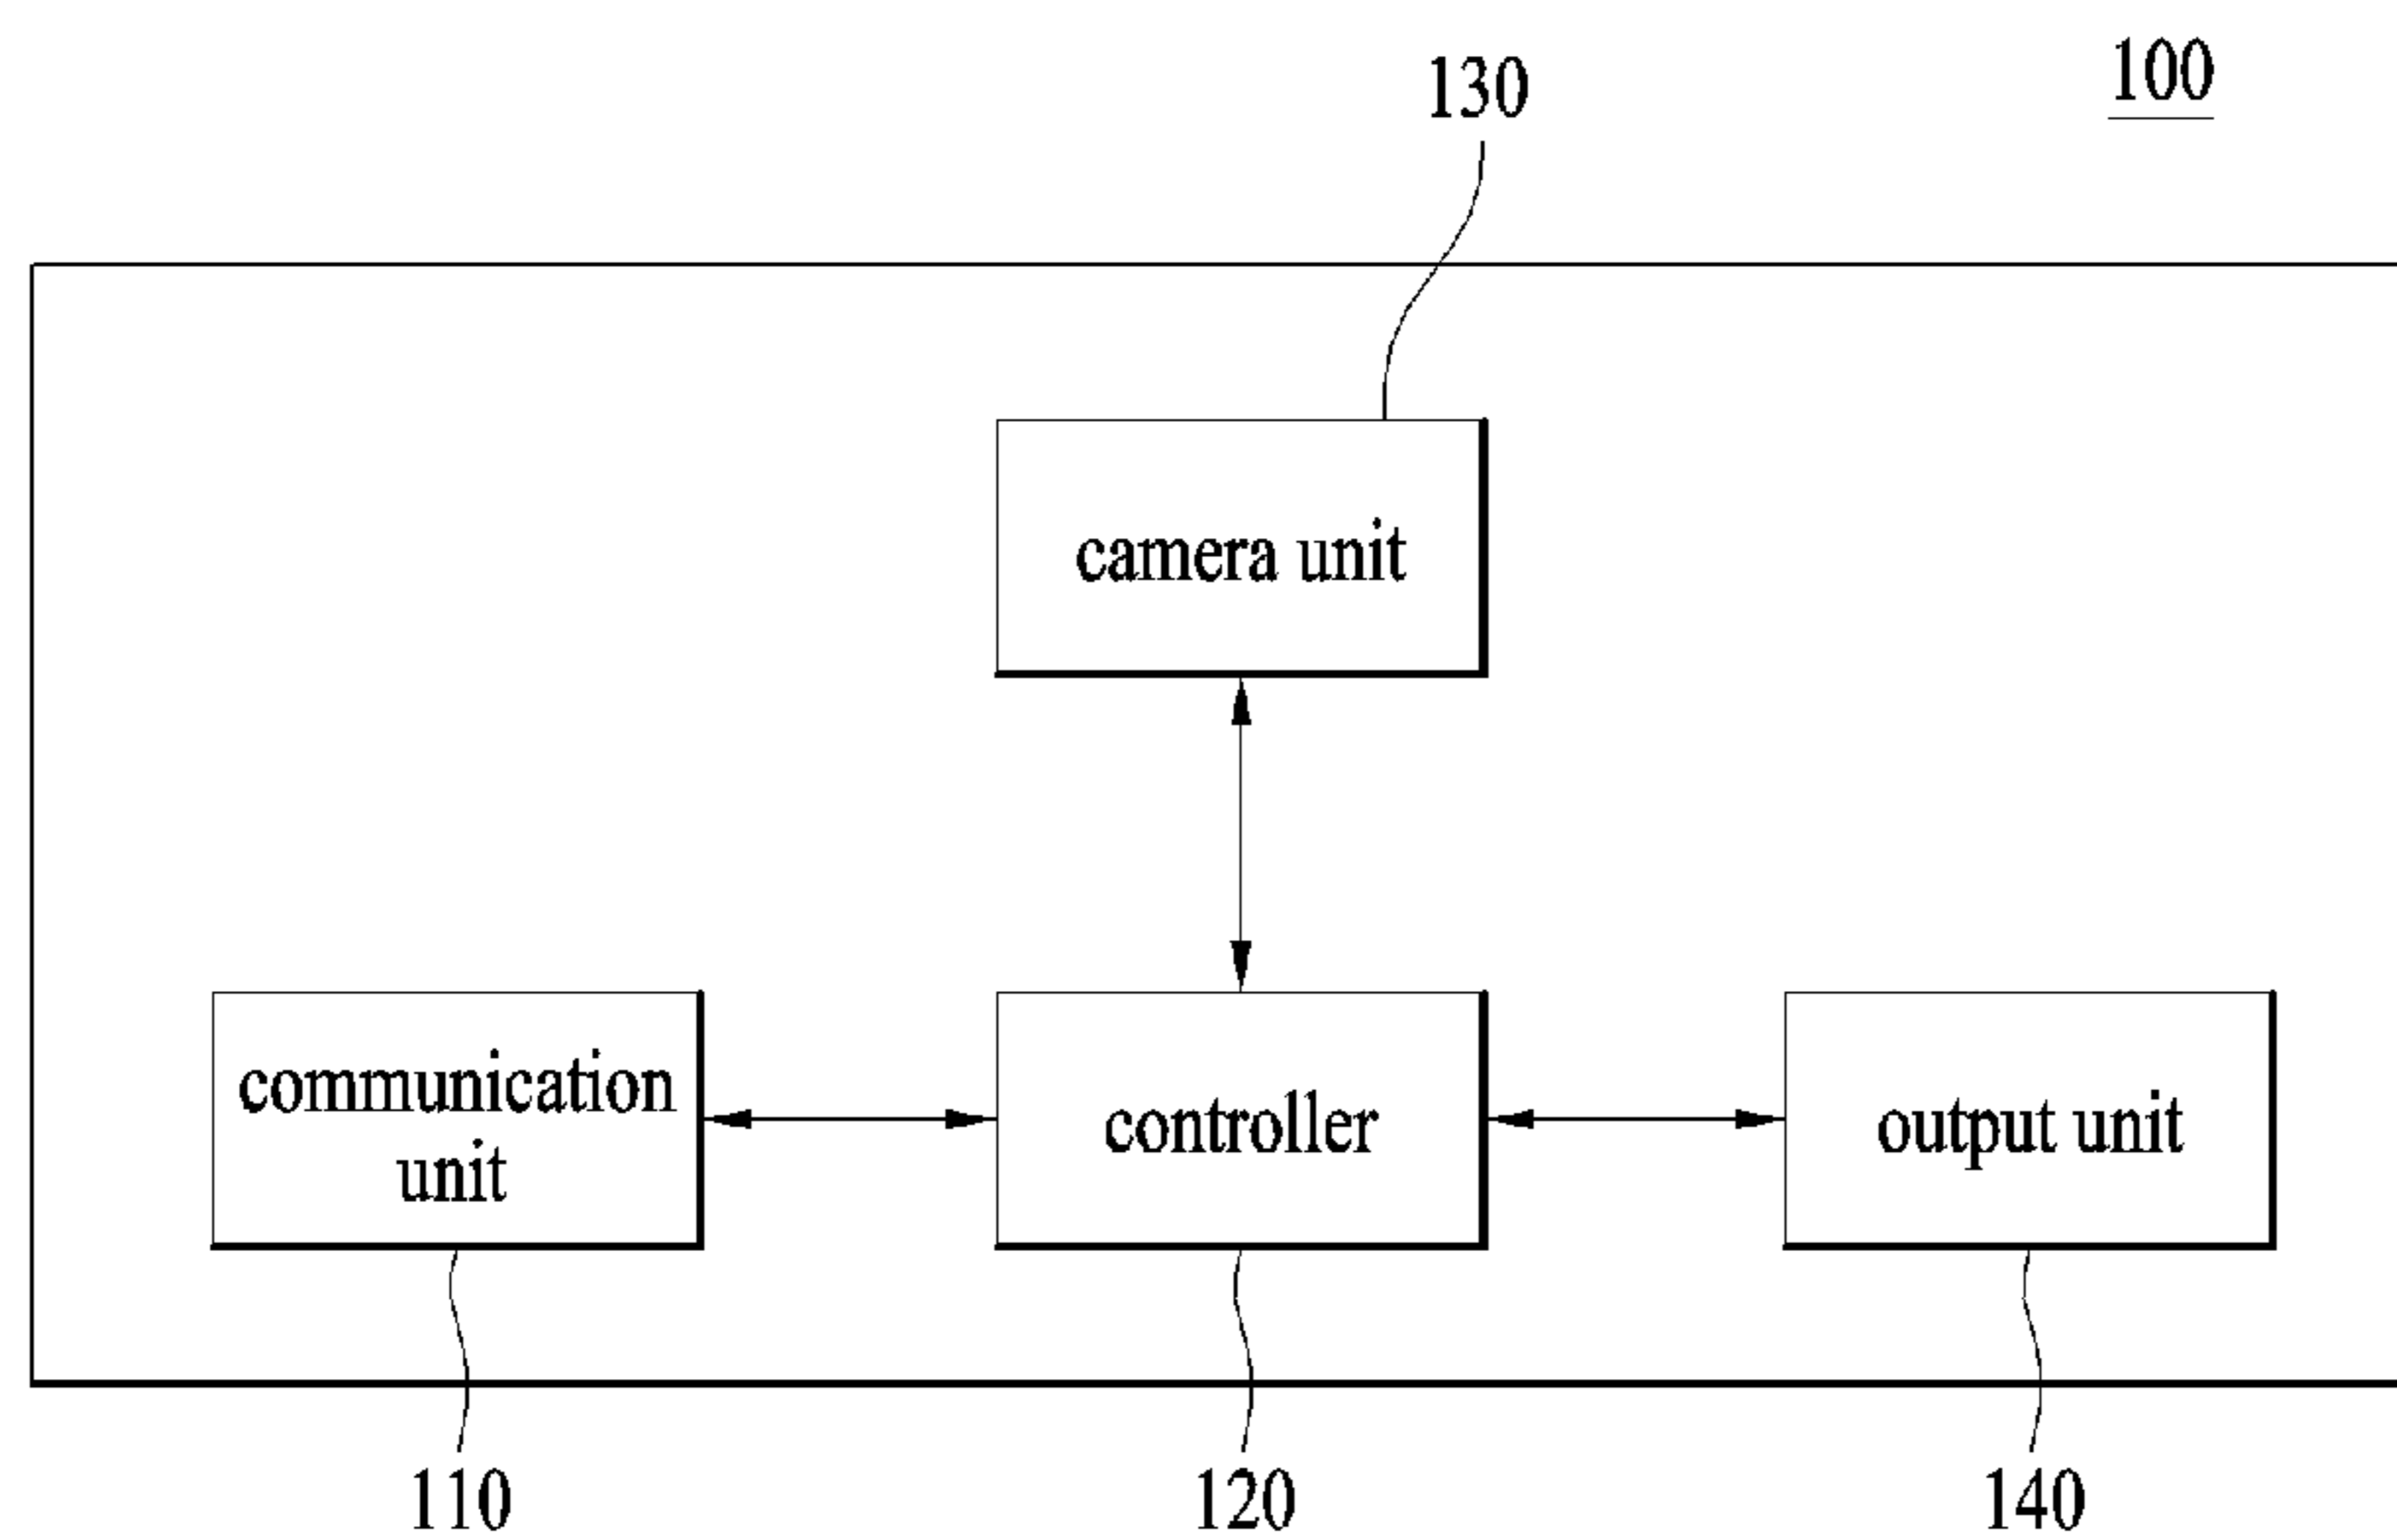 100
130
camera unit
communication
unit
controller
output unit
110
120
140